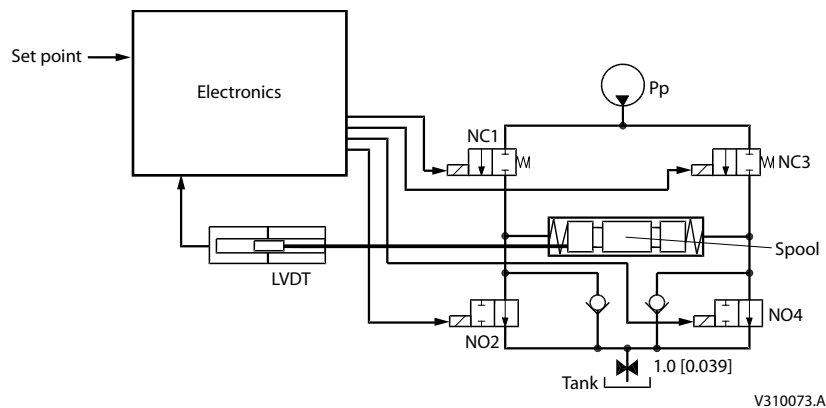 Set point
Electronics
Pp
NC1
NC3
Spool
LVDT
NO2
NO4
1.0 [0.039]
Tank
V310073.A